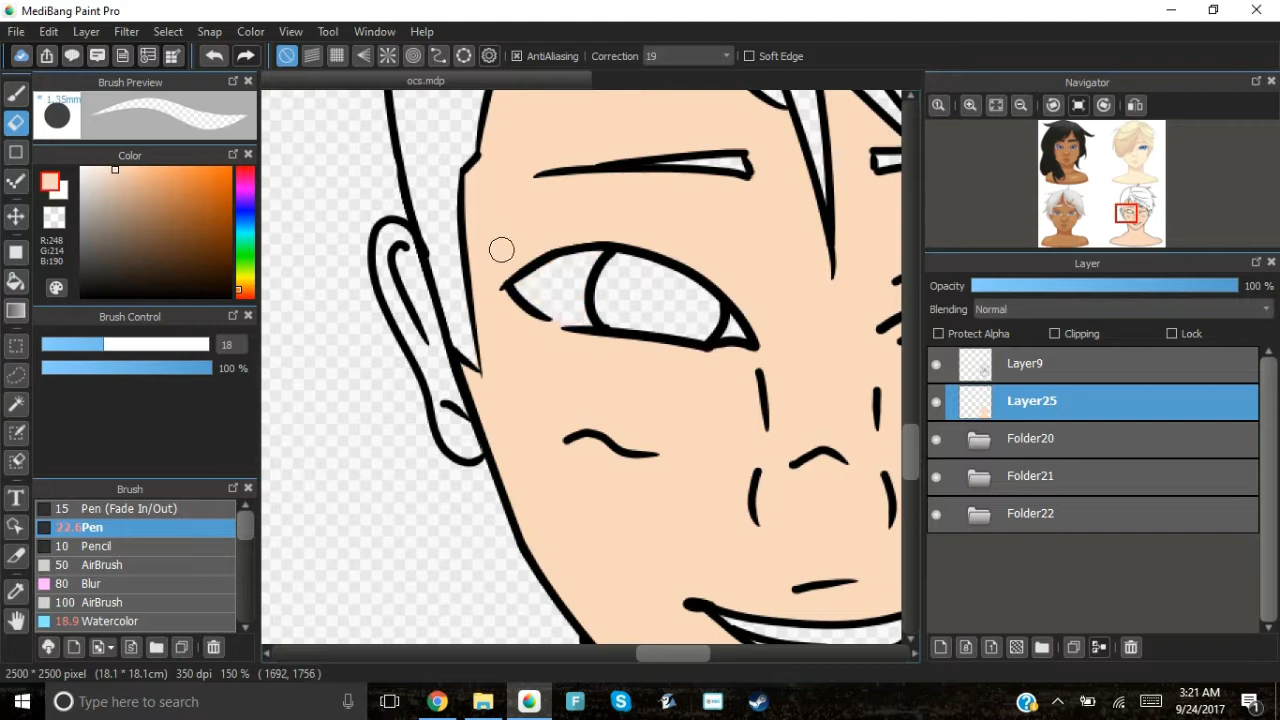 MediBang Paint Pro
File Edit Layer Filter Select Snap Color View Tool Window Help
AntiAliasing Correction 19 Soft Edge
Brush Preview
ocs.mdp
Navigator
* 1.35mm
Color
R:248
G:214
B:190
Layer
Opacity 100 %
Blending Normal
Protect Alpha Clipping Lock
Brush Control
18
100 %
Layer9
Layer25
Folder20
Folder21
Folder22
Brush
15 Pen (Fade In/Out)
22.6 Pen
10 Pencil
50 AirBrush
80 Blur
100 AirBrush
18.9 Watercolor
T
2500 * 2500 pixel (18.1 * 18.1cm) 350 dpi 150 % ( 1692, 1756 )
Type here to search
3:21 AM
9/24/2017